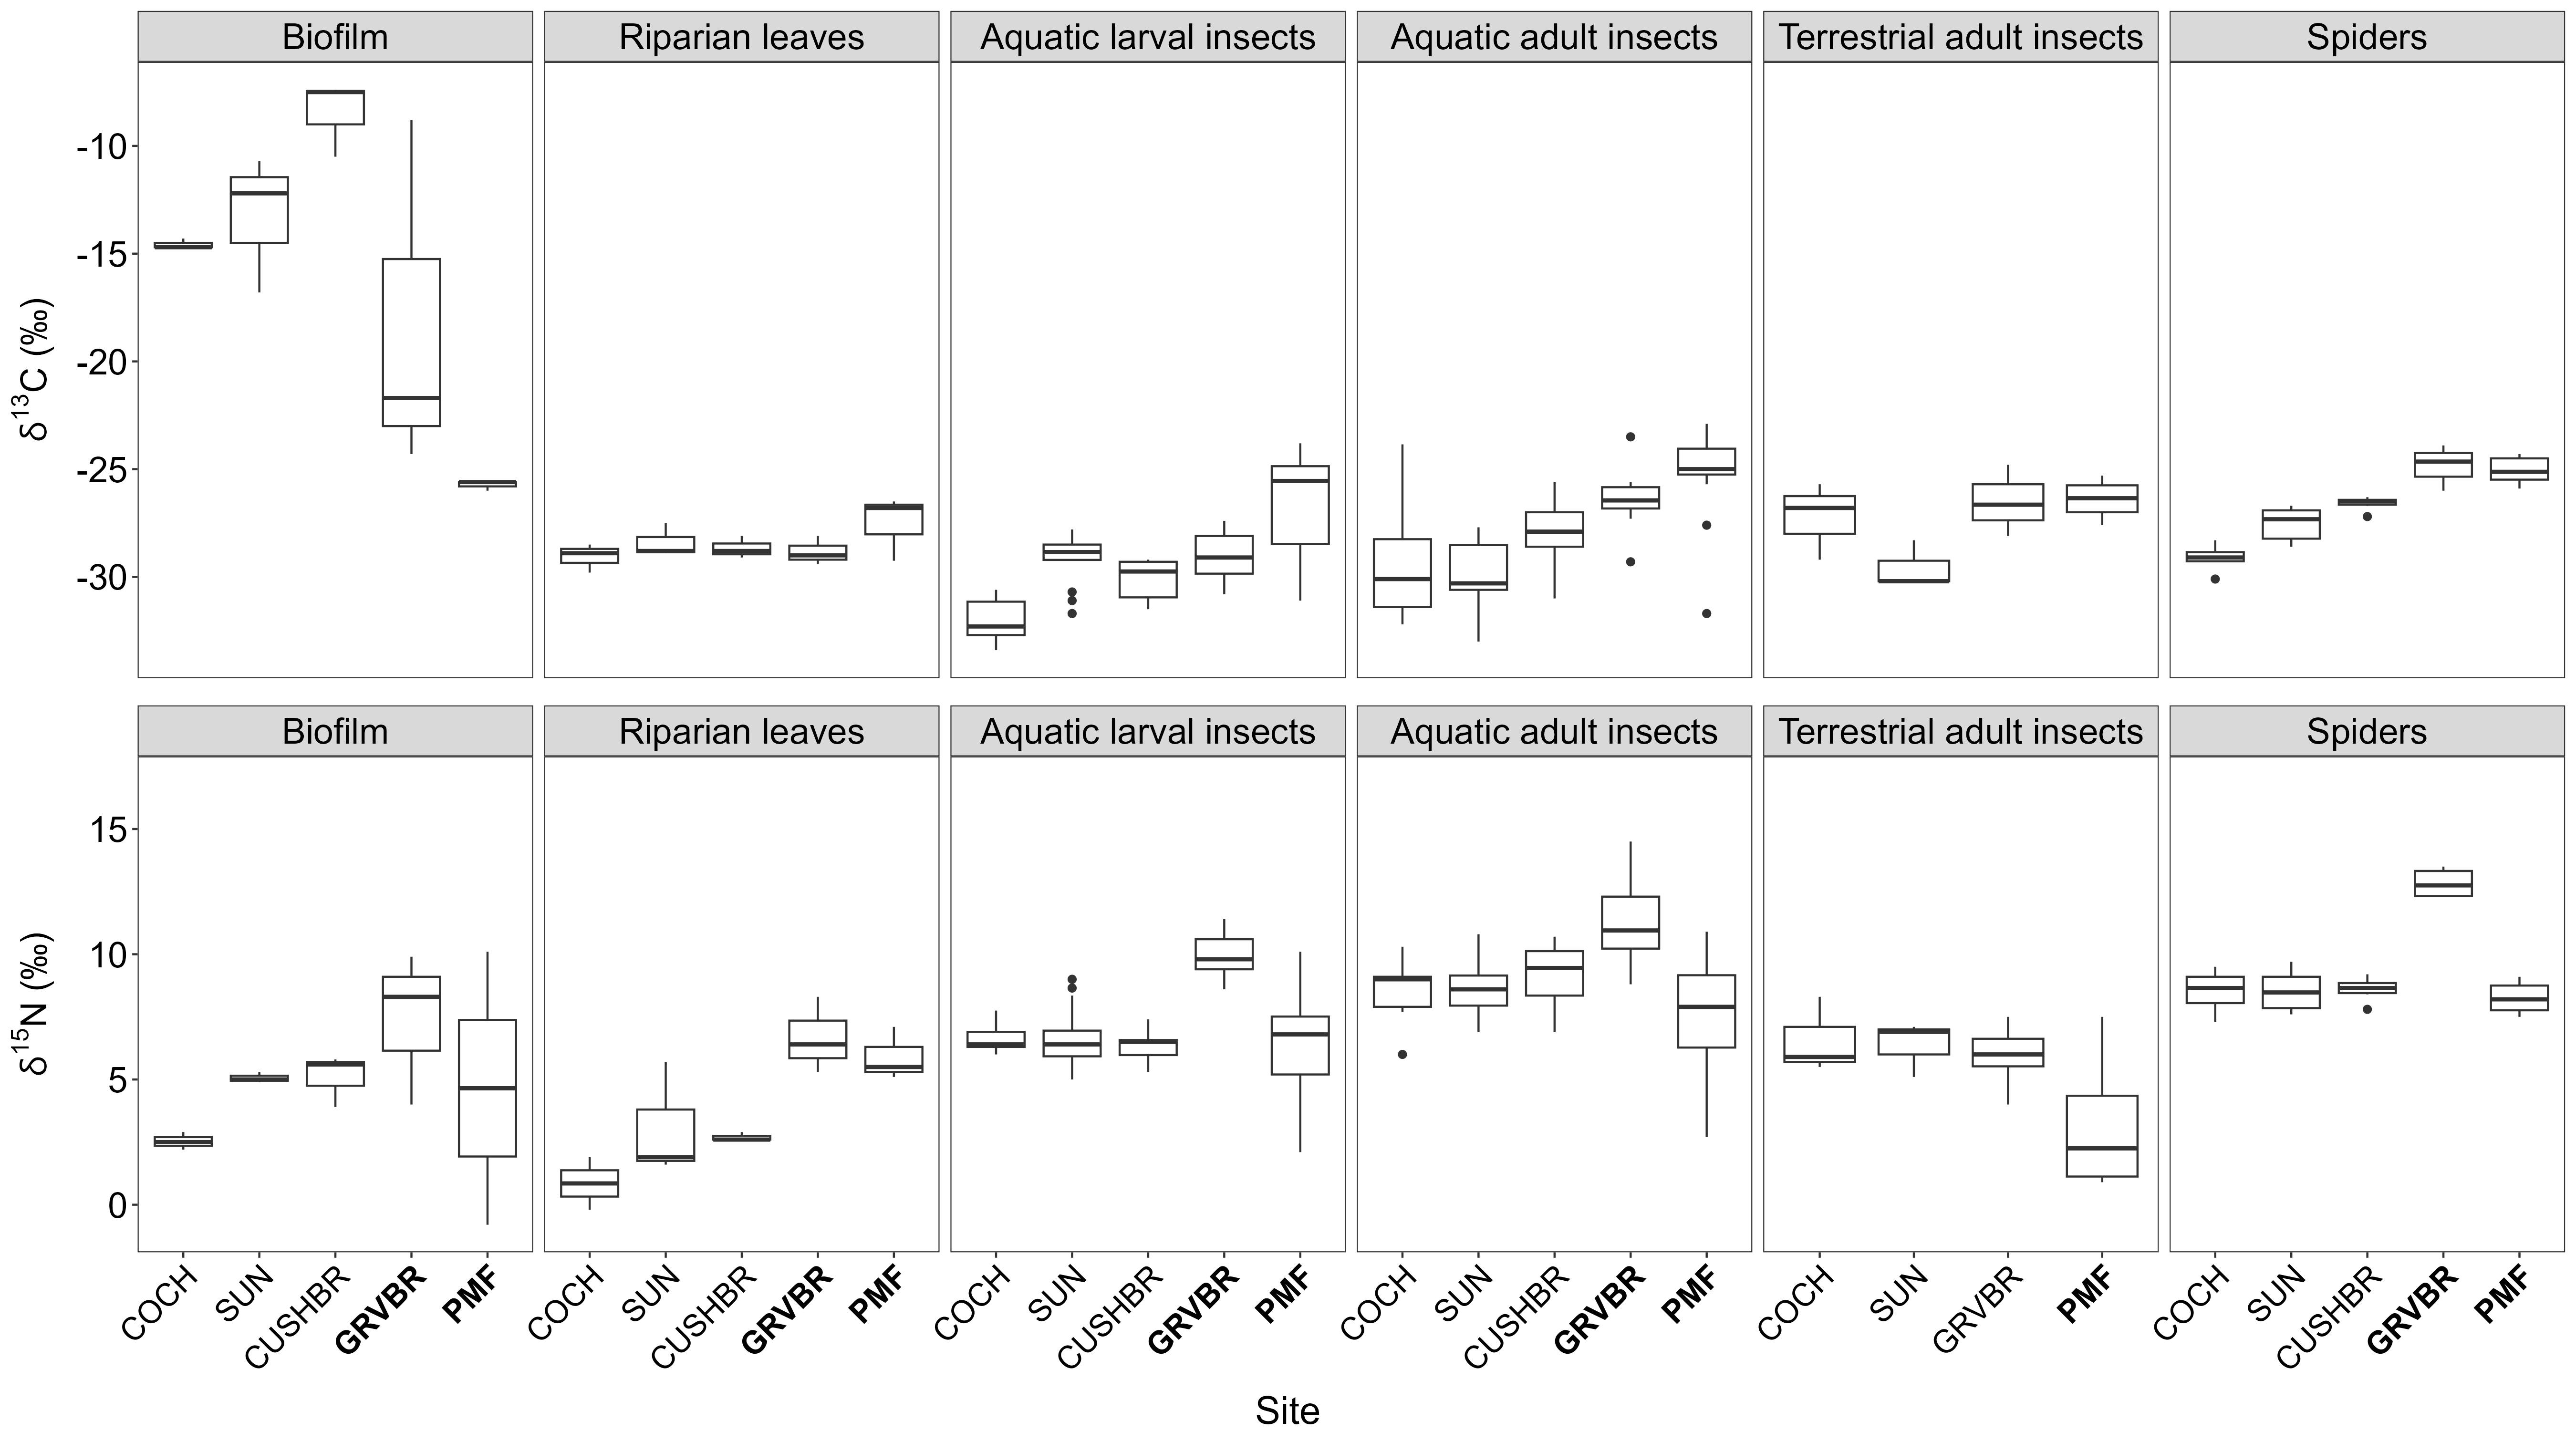 Biofilm Riparian leaves Aquatic larval insects Aquatic adult insects Terrestrial adult insects Spiders
δ¹³C (‰)
-10
-15
-20
-25
-30
Biofilm Riparian leaves Aquatic larval insects Aquatic adult insects Terrestrial adult insects Spiders
δ¹⁵N (‰)
15
10
5
0
COCH SUN CUSHBR GRVBR PMF COCH SUN CUSHBR GRVBR PMF COCH SUN CUSHBR GRVBR PMF COCH SUN CUSHBR GRVBR PMF COCH SUN GRVBR PMF COCH SUN CUSHBR GRVBR PMF
Site